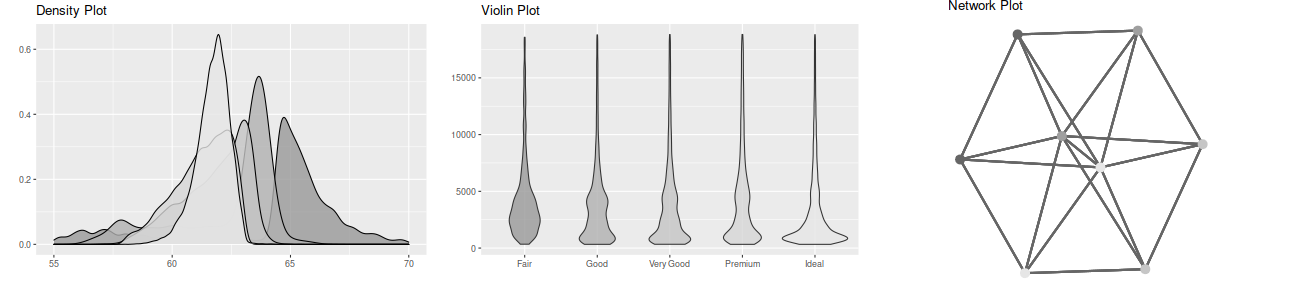 Density Plot
0.6
0.4
0.2
0.0
55 60 65 70
Violin Plot
15000
10000
5000
0
Fair Good Very Good Premium Ideal
Network Plot